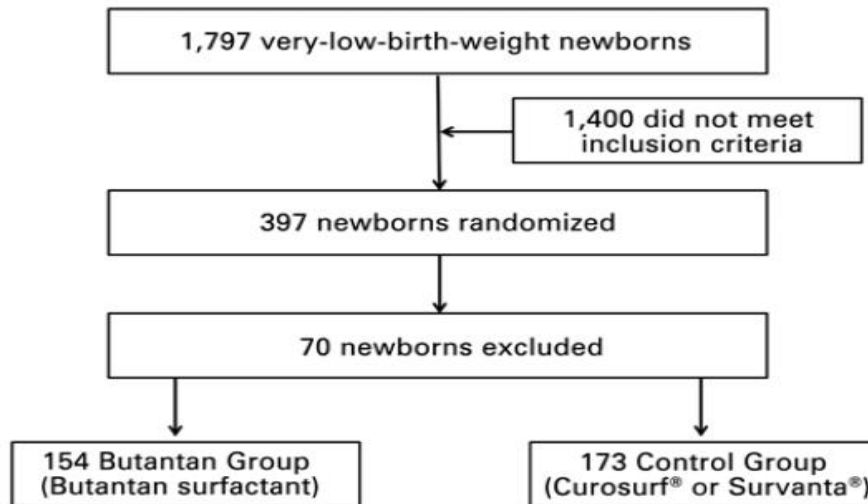 1,797 very-low-birth-weight newborns
1,400 did not meet
inclusion criteria
397 newborns randomized
70 newborns excluded
154 Butantan Group
(Butantan surfactant)
173 Control Group
(Curosurf® or Survanta®)